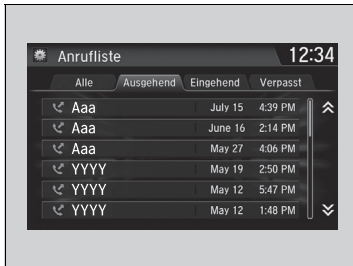 Anrufliste 12:34
Alle Ausgehend Eingehend Verpasst
Aaa July 15 4:39 PM
Aaa June 16 2:14 PM
Aaa May 27 4:06 PM
YYYY May 19 2:50 PM
YYYY May 12 5:47 PM
YYYY May 12 1:48 PM